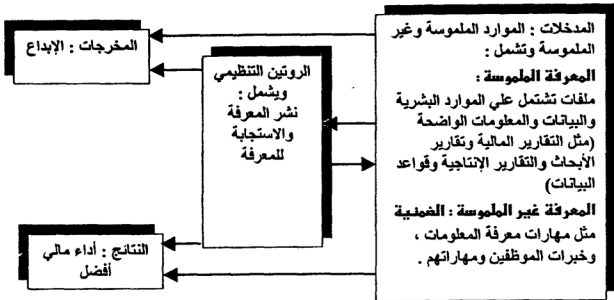 المدخلات : الموارد الملموسة وغير
الملموسة وتشمل :
المعرفة الملموسة :
ملفات تشتمل علي الموارد البشرية
والبيانات والمعلومات الواضحة
(مثل التقارير المالية وتقارير
الأبحاث والتقارير الإنتاجية وقواعد
البيانات)
المعرفة غير الملموسة : الضمنية
مثل مهارات معرفة المعلومات ،
وخبرات الموظفين ومهاراتهم .
الروتين التنظيمي
ويشمل :
نشر المعرفة
والاستجابة
للمعرفة
المخرجات : الإبداع
النتائج : أداء مالي
أفضل